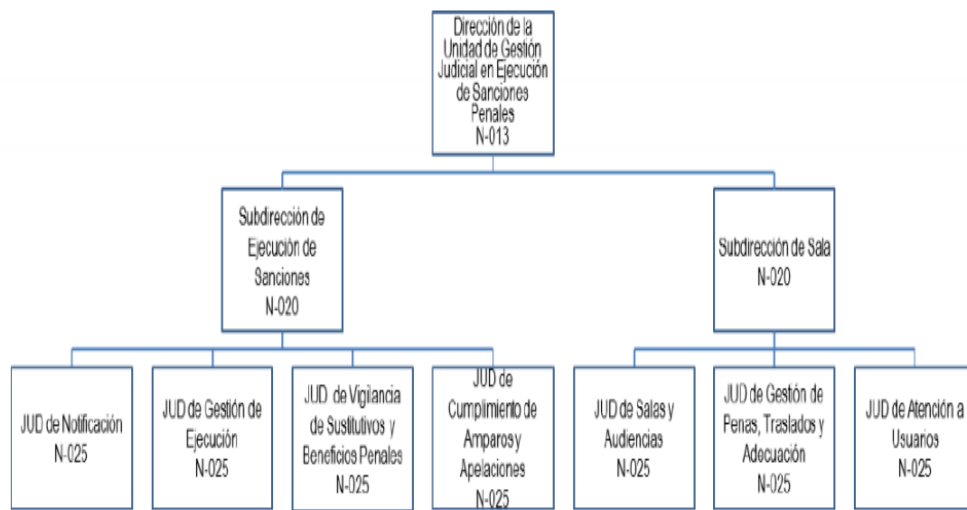 Dirección de la
Unidad de Gestión
Judicial en Ejecución
de Sanciones
Penales
N-013
Subdirección de
Ejecución de
Sanciones
N-020
Subdirección de Sala
N-020
JUD de Notificación
N-025
JUD de Gestión de
Ejecución
N-025
JUD de Vigilancia
de Sustitutivos y
Beneficios Penales
N-025
JUD de
Cumplimiento de
Amparos y
Apelaciones
N-025
JUD de Salas y
Audiencias
N-025
JUD de Gestión de
Penas, Traslados y
Adecuación
N-025
JUD de Atención a
Usuarios
N-025